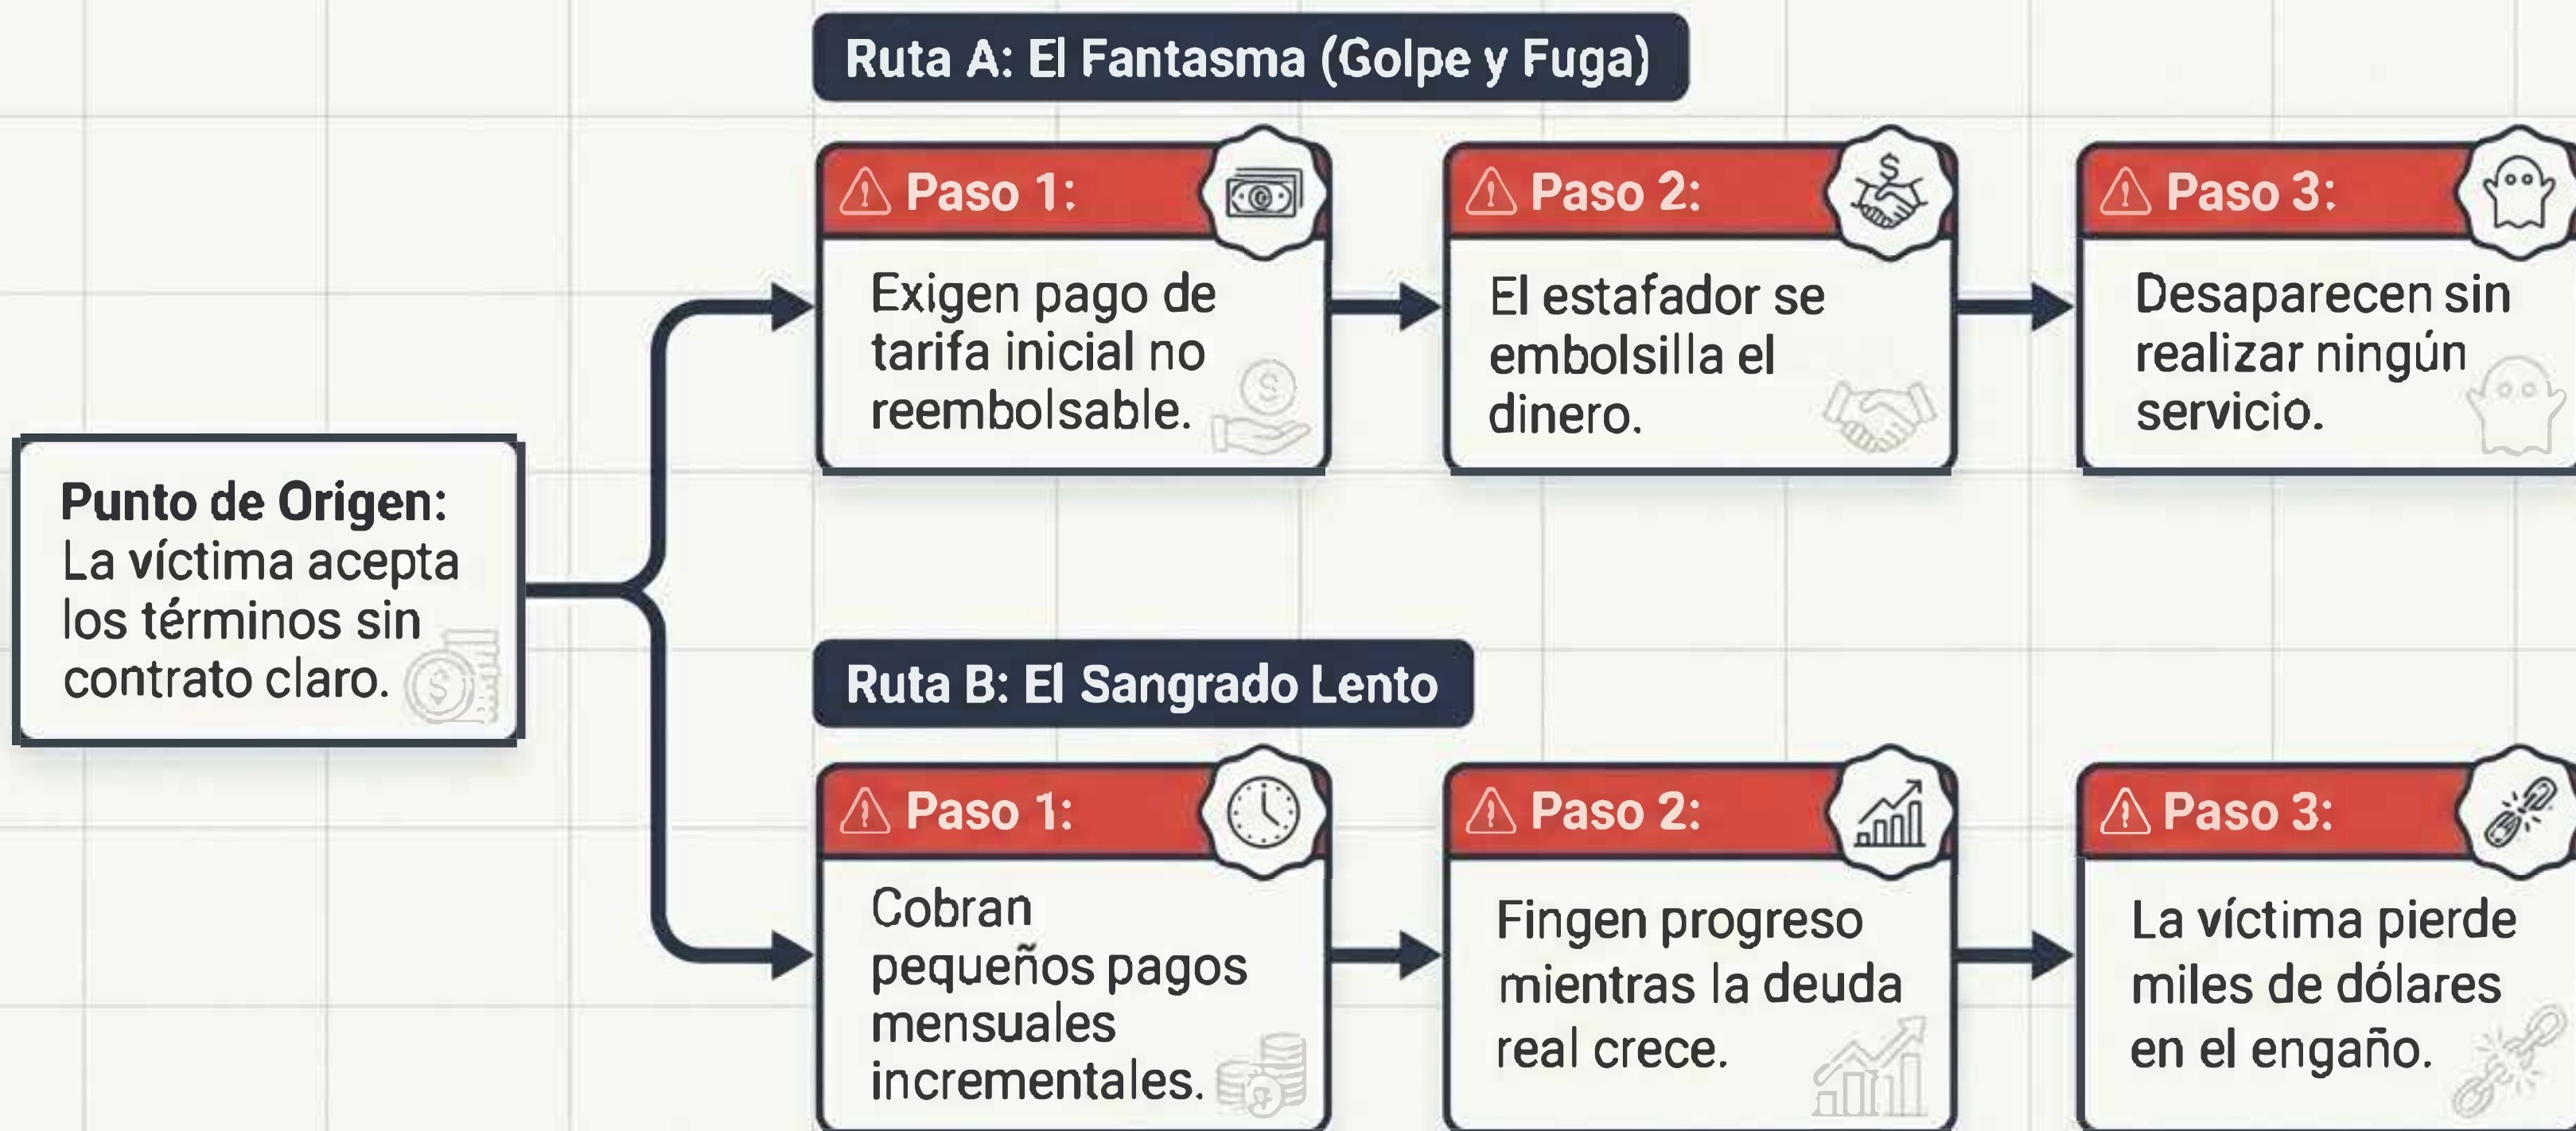 Ruta A: El Fantasma (Golpe y Fuga)
Paso 1:
Exigen pago de
tarifa inicial no
reembolsable.
Paso 2:
El estafador se
embolsilla el
dinero.
Paso 3:
Desaparecen sin
realizar ningún
servicio.
Punto de Origen:
La víctima acepta
los términos sin
contrato claro.
Ruta B: El Sangrado Lento
Paso 1:
Cobran
pequeños pagos
mensuales
incrementales.
Paso 2:
Fingen progreso
mientras la deuda
real crece.
Paso 3:
La víctima pierde
miles de dólares
en el engaño.